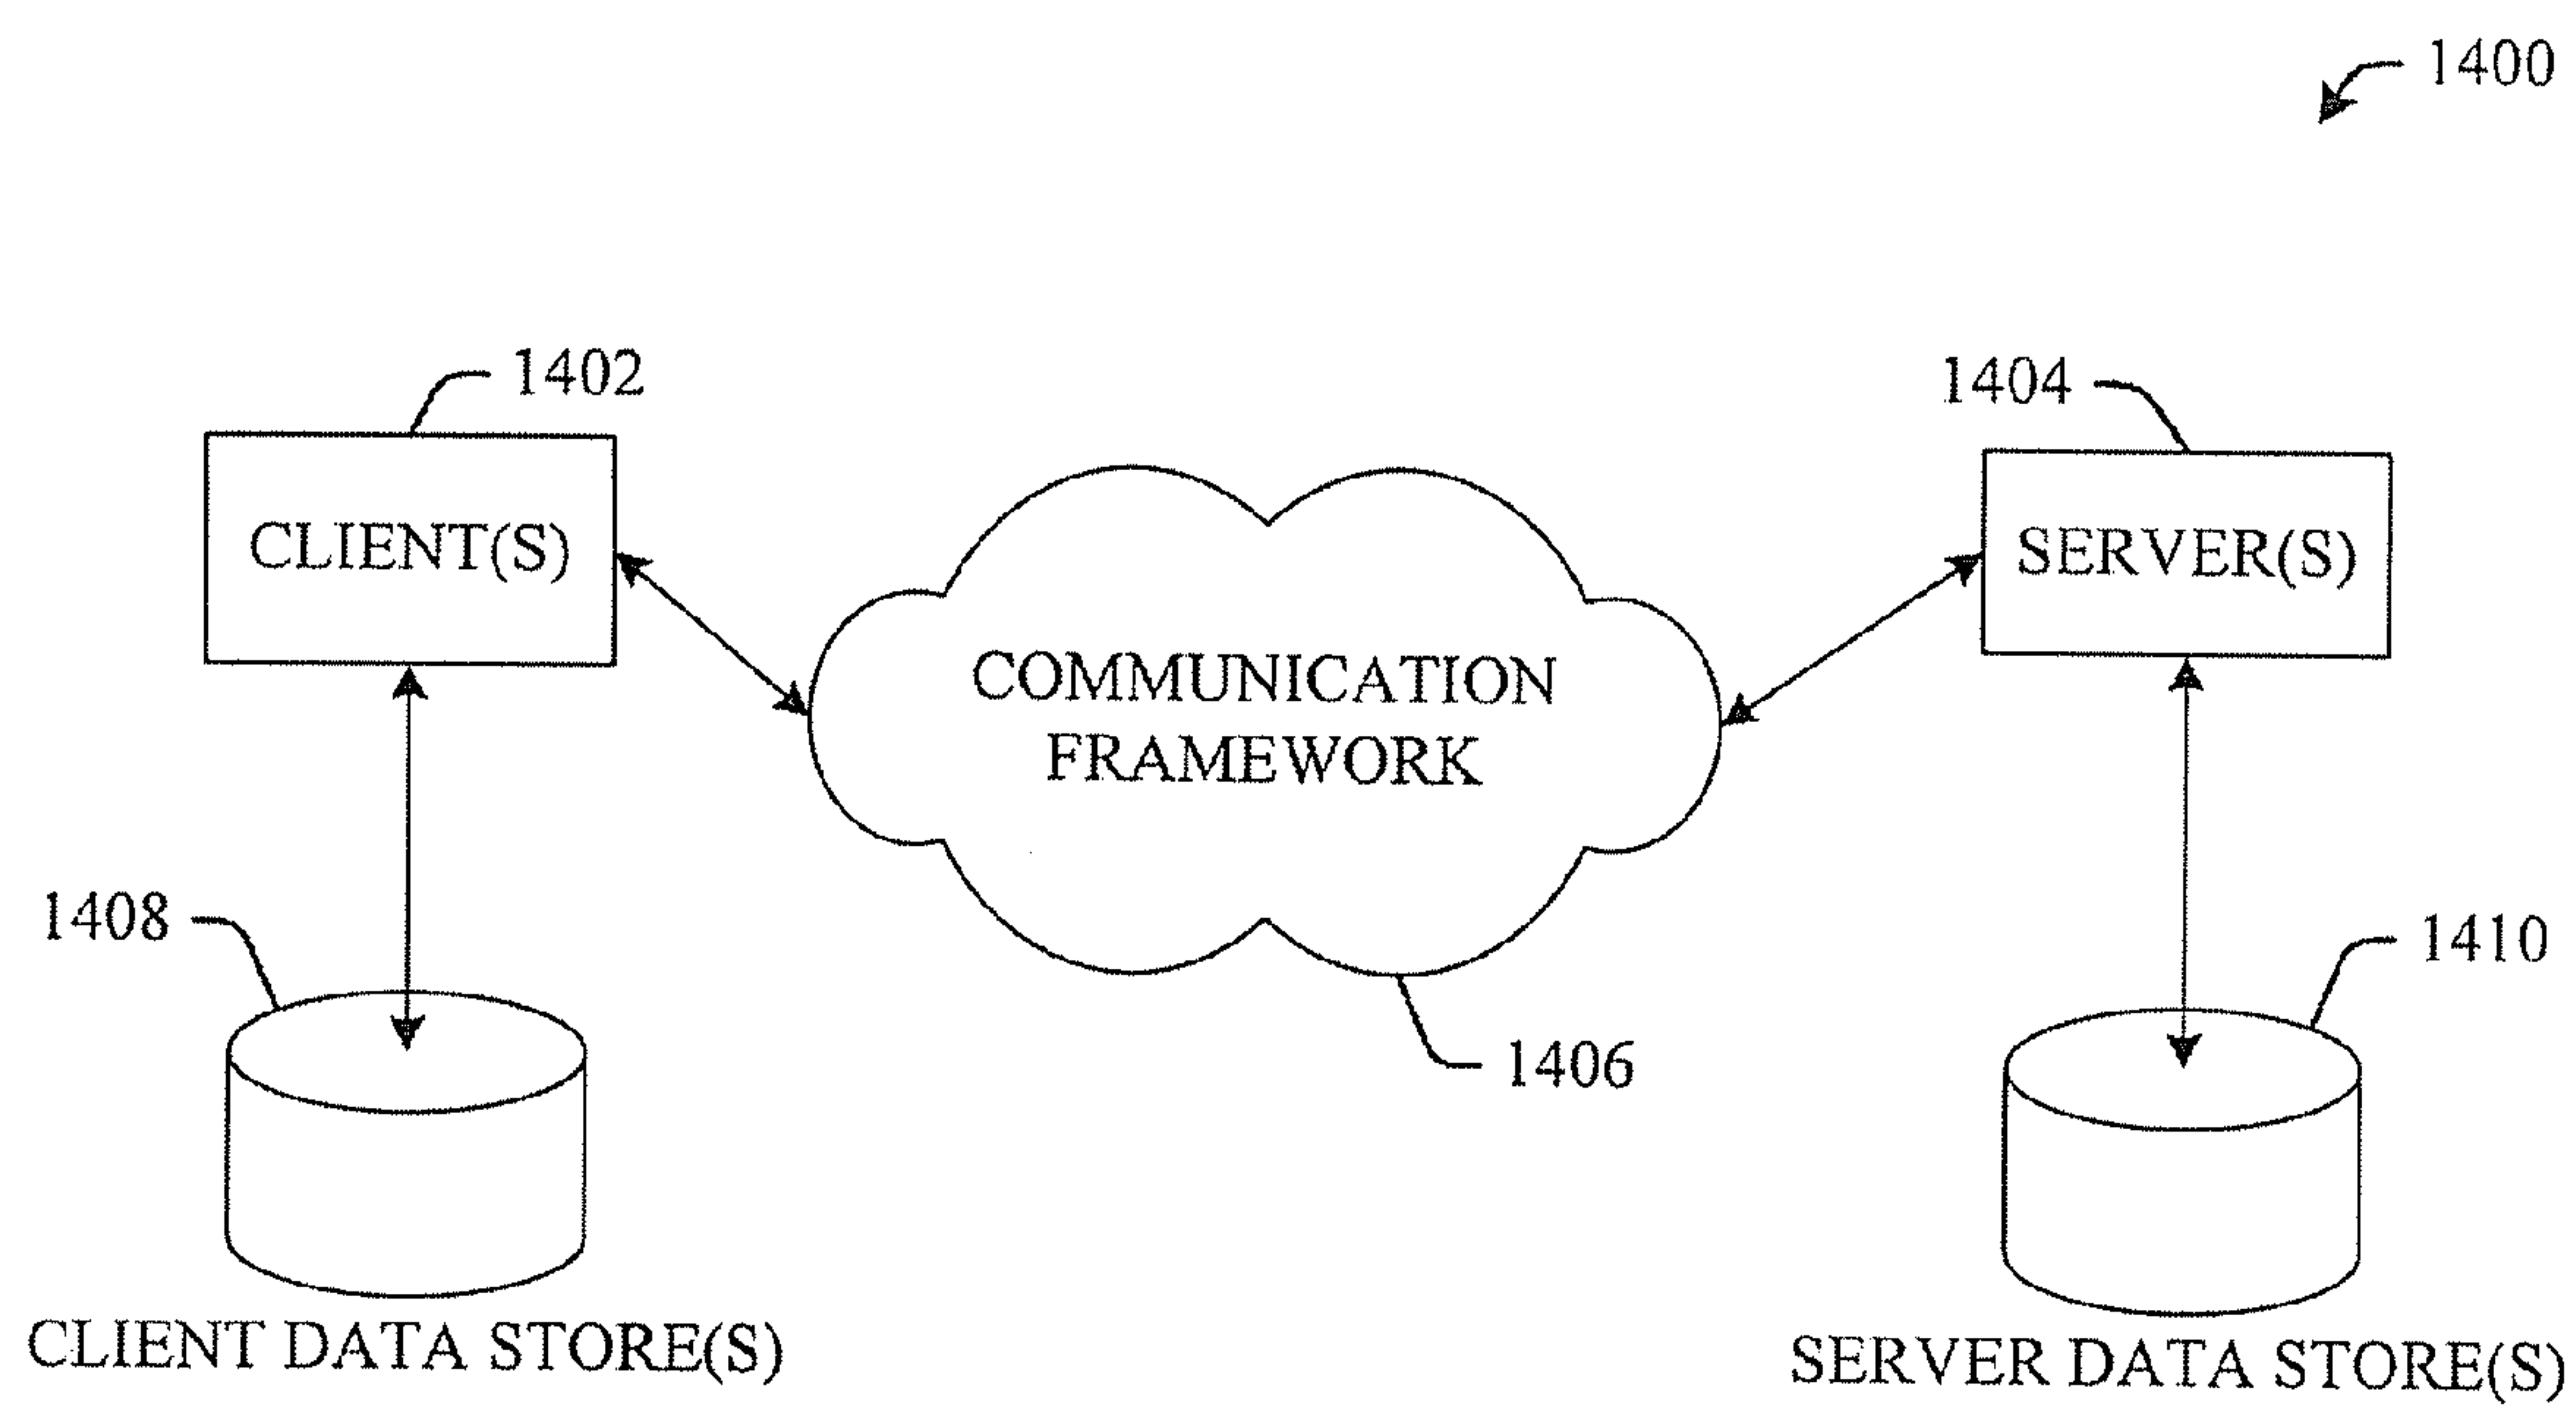 1400
1402
1404
CLIENT(S)
SERVER(S)
COMMUNICATION
FRAMEWORK
1408
1410
1406
CLIENT DATA STORE(S)
SERVER DATA STORE(S)